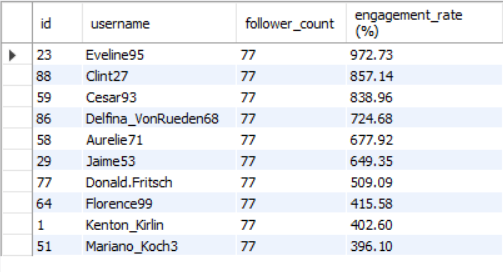 id username follower_count engagement_rate (%)
23 Eveline95 77 972.73
88 Clint27 77 857.14
59 Cesar93 77 838.96
86 Delfina_VonRueden68 77 724.68
58 Aurelie71 77 677.92
29 Jaime53 77 649.35
77 Donald.Fritsch 77 509.09
64 Florence99 77 415.58
1 Kenton_Kirlin 77 402.60
51 Mariano_Koch3 77 396.10